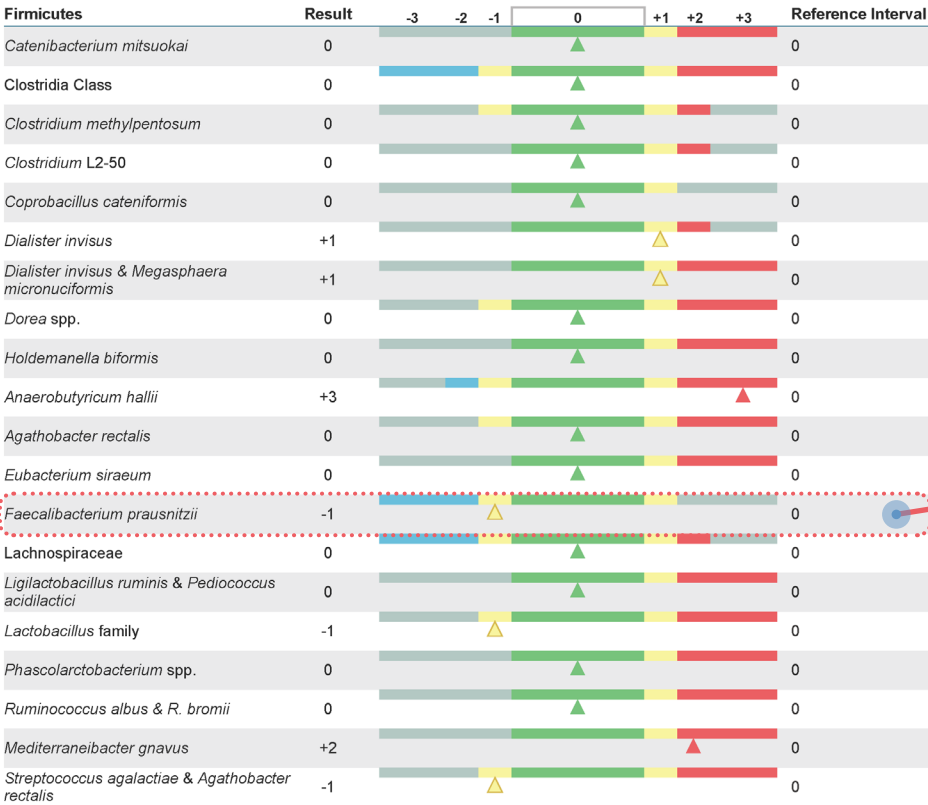 Firmicutes Result -3 -2 -1 0 +1 +2 +3 Reference Interval
Catenibacterium mitsuokai 0 0
Clostridia Class 0 0
Clostridium methylpentosum 0 0
Clostridium L2-50 0 0
Coprobacillus cateniformis 0 0
Dialister invisus +1 0
Dialister invisus & Megasphaera
micronuciformis +1 0
Dorea spp. 0 0
Holdemanella biformis 0 0
Anaerobutyricum hallii +3 0
Agathobacter rectalis 0 0
Eubacterium siraeum 0 0
Faecalibacterium prausnitzii -1 0
Lachnospiraceae 0 0
Ligilactobacillus ruminis & Pediococcus
acidilactici 0 0
Lactobacillus family -1 0
Phascolarctobacterium spp. 0 0
Ruminococcus albus & R. bromii 0 0
Mediterraneibacter gnavus +2 0
Streptococcus agalactiae & Agathobacter
rectalis -1 0